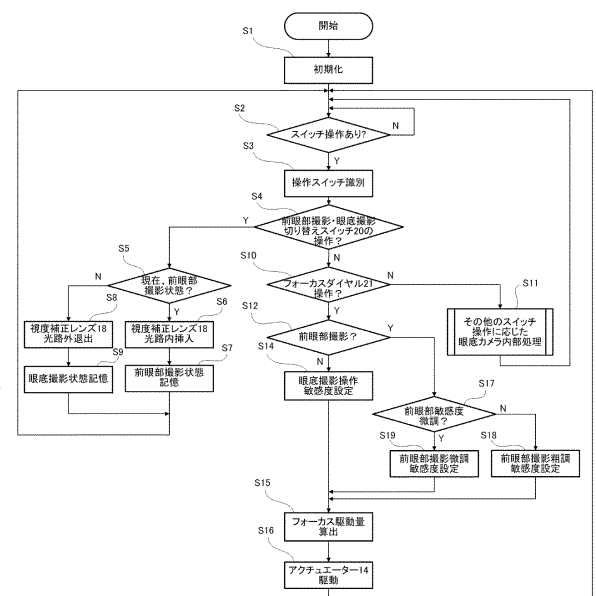 開始
S1
初期化
S2
スイッチ操作あり?
N
Y
S3
操作スイッチ識別
S4
前眼部撮影・眼底撮影
切り替えスイッチ20の
操作？
Y
N
S5
現在、前眼部
撮影状態？
N
Y
S10
フォーカスダイヤル21
操作？
N
Y
S11
その他のスイッチ
操作に応じた
眼底カメラ内部処理
S8
視度補正レンズ18
光路外退出
S6
視度補正レンズ18
光路内挿入
S12
前眼部撮影？
Y
N
S9
眼底撮影状態記憶
S7
前眼部撮影状態
記憶
S14
眼底撮影操作
敏感度設定
S17
前眼部敏感度
微調？
N
Y
S19
前眼部撮影微調
敏感度設定
S18
前眼部撮影粗調
敏感度設定
S15
フォーカス駆動量
算出
S16
アクチュエーター14
駆動